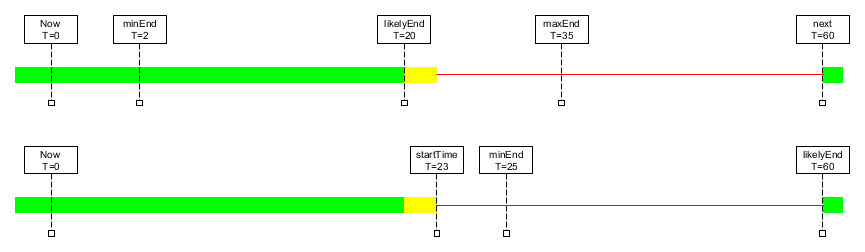 Now
T=0
minEnd
T=2
likelyEnd
T=20
maxEnd
T=35
next
T=60
Now
T=0
startTime
T=23
minEnd
T=25
likelyEnd
T=60